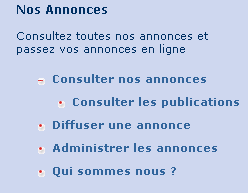 Nos Annonces
Consultez toutes nos annonces et
passez vos annonces en ligne
Consulter nos annonces
Consulter les publications
Diffuser une annonce
Administrer les annonces
Qui sommes nous ?